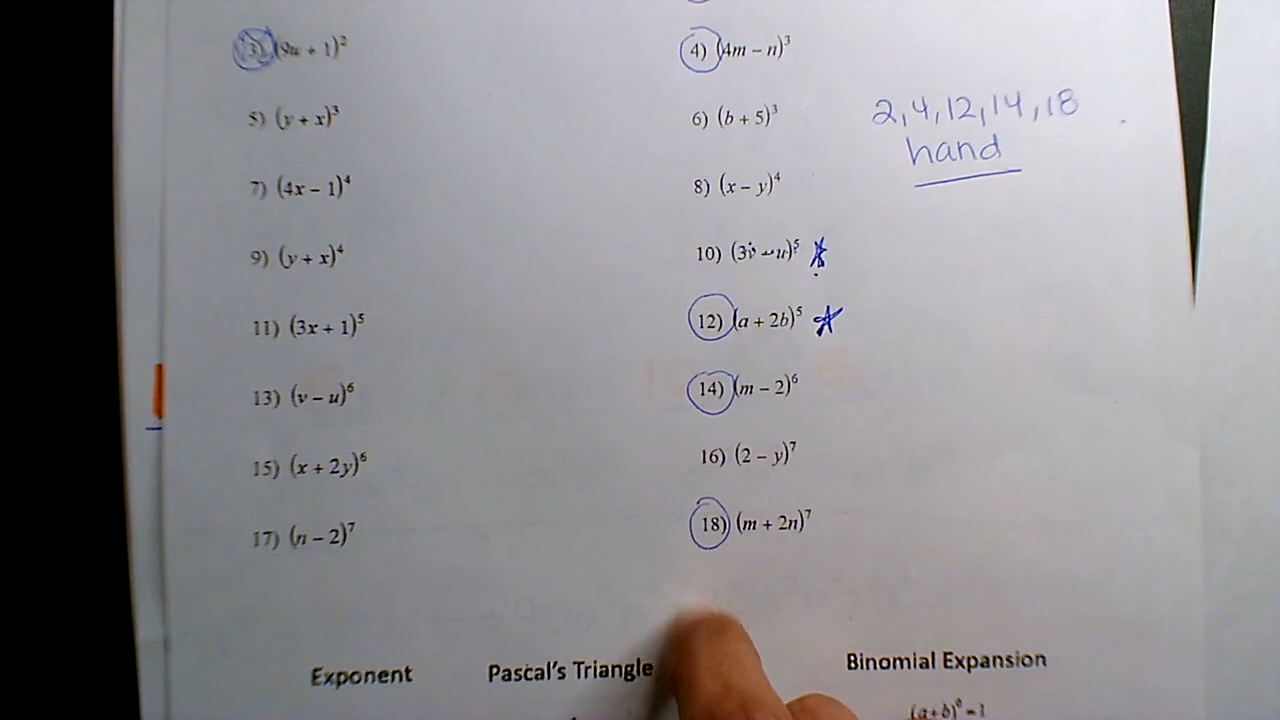 3) (9u + 1)²
4) (4m − n)³
5) (y + x)³
6) (b + 5)³
2, 4, 12, 14, 18
hand
7) (4x − 1)⁴
8) (x − y)⁴
9) (y + x)⁴
10) (3v − u)⁵
11) (3x + 1)⁵
12) (a + 2b)⁵
13) (v − u)⁶
14) (m − 2)⁶
15) (x + 2y)⁶
16) (2 − y)⁷
17) (n − 2)⁷
18) (m + 2n)⁷
Exponent Pascal's Triangle Binomial Expansion
(a+b)⁰ = 1